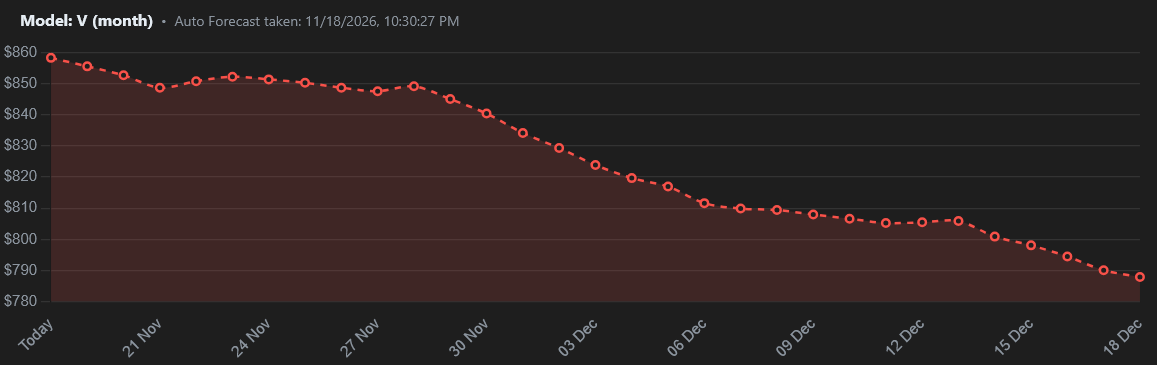 Model: V (month) • Auto Forecast taken: 11/18/2026, 10:30:27 PM
$860
$850
$840
$830
$820
$810
$800
$790
$780
Today
21 Nov
24 Nov
27 Nov
30 Nov
03 Dec
06 Dec
09 Dec
12 Dec
15 Dec
18 Dec